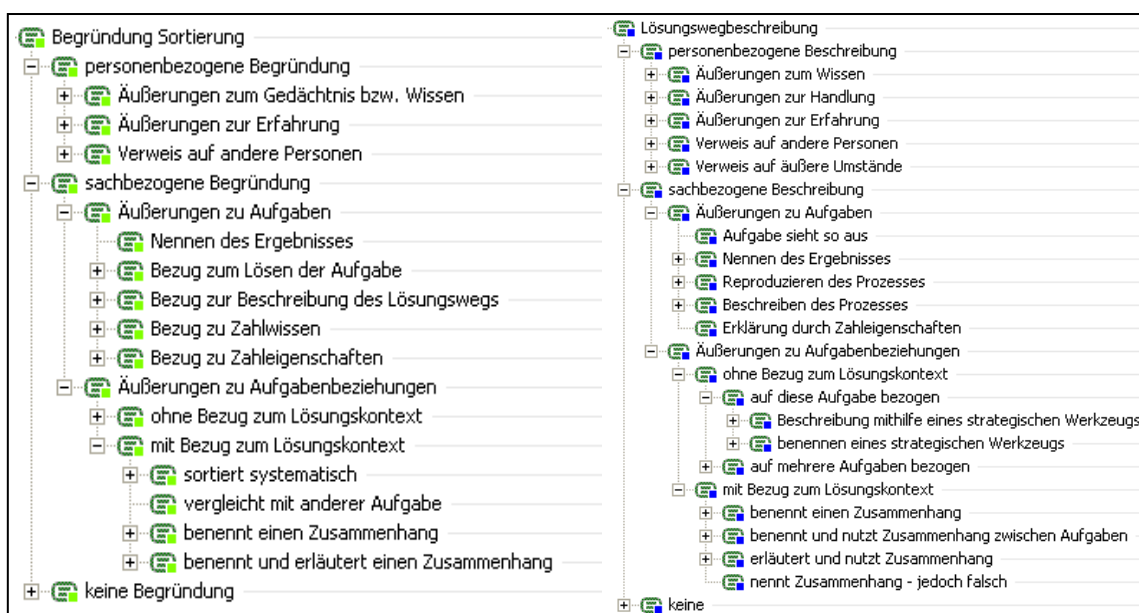 Begründung Sortierung
personenbezogene Begründung
Äußerungen zum Gedächtnis bzw. Wissen
Äußerungen zur Erfahrung
Verweis auf andere Personen
sachbezogene Begründung
Äußerungen zu Aufgaben
Nennen des Ergebnisses
Bezug zum Lösen der Aufgabe
Bezug zur Beschreibung des Lösungswegs
Bezug zu Zahlwissen
Bezug zu Zahleigenschaften
Äußerungen zu Aufgabenbeziehungen
ohne Bezug zum Lösungskontext
mit Bezug zum Lösungskontext
sortiert systematisch
vergleicht mit anderer Aufgabe
benennt einen Zusammenhang
benennt und erläutert einen Zusammenhang
keine Begründung
Lösungswegbeschreibung
personenbezogene Beschreibung
Äußerungen zum Wissen
Äußerungen zur Handlung
Äußerungen zur Erfahrung
Verweis auf andere Personen
Verweis auf äußere Umstände
sachbezogene Beschreibung
Äußerungen zu Aufgaben
Aufgabe sieht so aus
Nennen des Ergebnisses
Reproduzieren des Prozesses
Beschreiben des Prozesses
Erklärung durch Zahleigenschaften
Äußerungen zu Aufgabenbeziehungen
ohne Bezug zum Lösungskontext
auf diese Aufgabe bezogen
Beschreibung mithilfe eines strategischen Werkzeugs
benennen eines strategischen Werkzeugs
auf mehrere Aufgaben bezogen
mit Bezug zum Lösungskontext
benennt einen Zusammenhang
benennt und nutzt Zusammenhang zwischen Aufgaben
erläutert und nutzt Zusammenhang
nennt Zusammenhang - jedoch falsch
keine